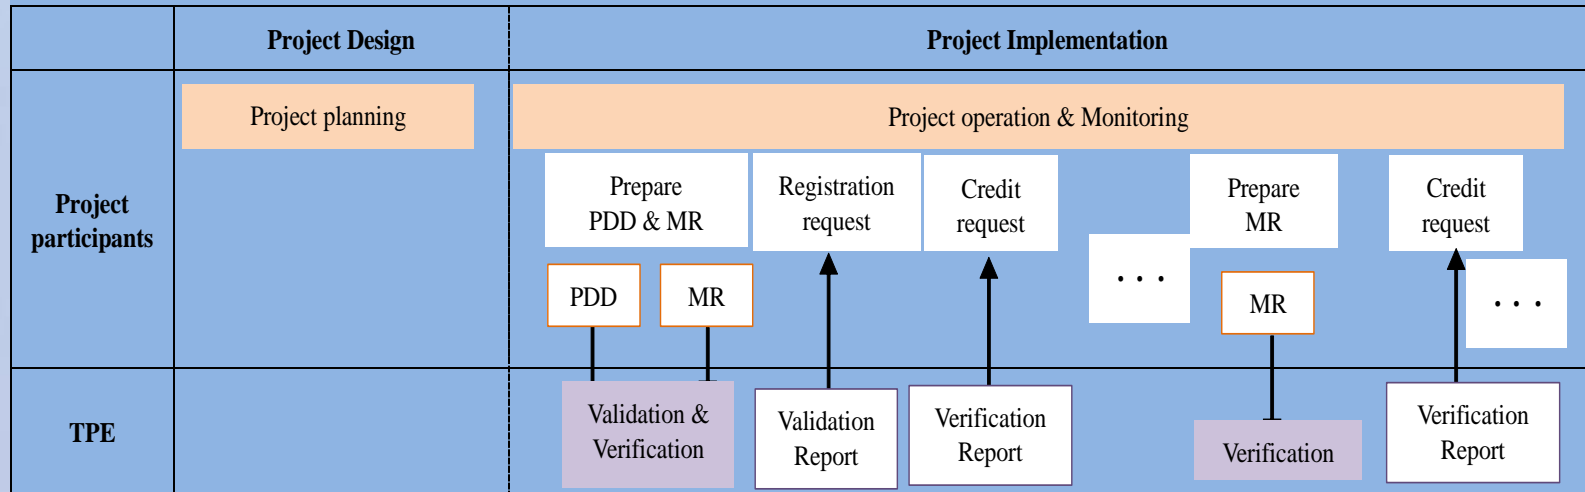 Project Design
Project Implementation
Project
participants
Project planning
Project operation & Monitoring
Prepare
PDD & MR
Registration
request
Credit
request
. . .
Prepare
MR
Credit
request
PDD
MR
MR
. . .
TPE
Validation &
Verification
Validation
Report
Verification
Report
Verification
Verification
Report